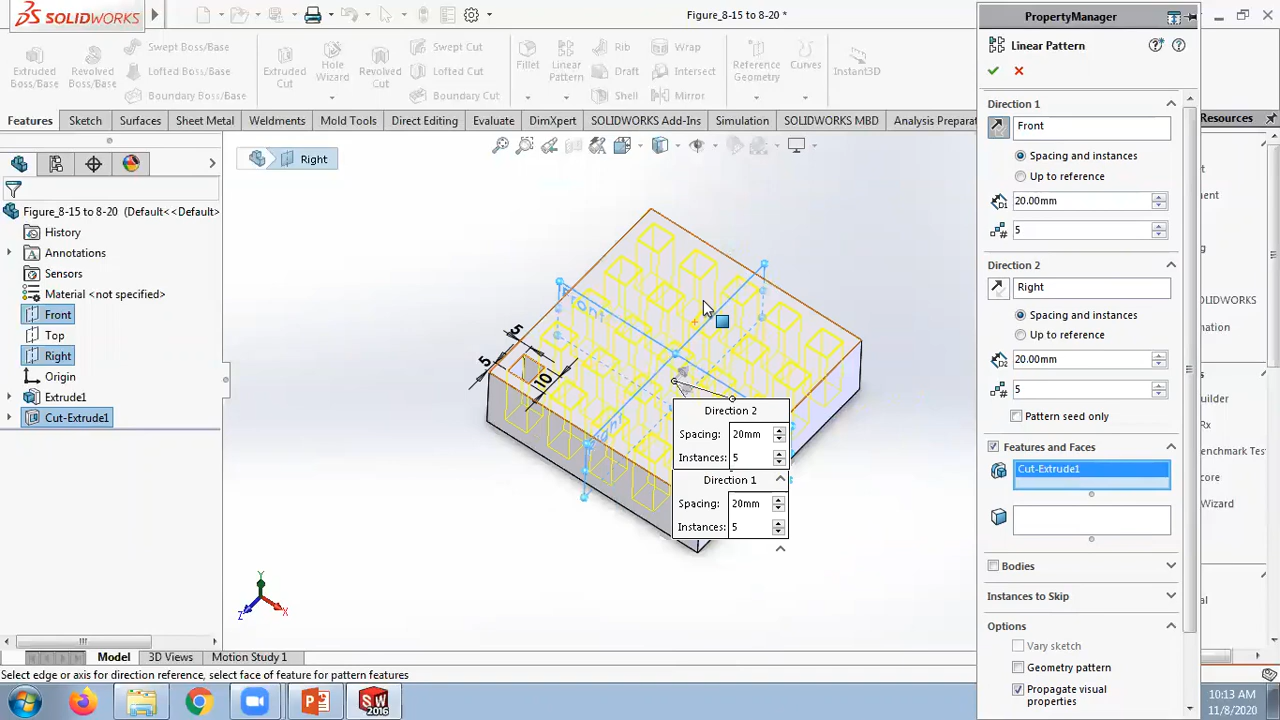 SOLIDWORKS
Figure_8-15 to 8-20 *
Extruded Boss/Base
Revolved Boss/Base
Swept Boss/Base
Lofted Boss/Base
Boundary Boss/Base
Extruded Cut
Hole Wizard
Revolved Cut
Swept Cut
Lofted Cut
Boundary Cut
Fillet
Linear Pattern
Rib
Draft
Shell
Wrap
Intersect
Mirror
Reference Geometry
Curves
Instant3D
Features
Sketch
Surfaces
Sheet Metal
Weldments
Mold Tools
Direct Editing
Evaluate
DimXpert
SOLIDWORKS Add-Ins
Simulation
SOLIDWORKS MBD
Analysis Prepara
Resources
Figure_8-15 to 8-20 (Default<<Default>
History
Annotations
Sensors
Material <not specified>
Front
Top
Right
Origin
Extrude1
Cut-Extrude1
Right
Front
5
5
10
Direction 2
Spacing: 20mm
Instances: 5
Direction 1
Spacing: 20mm
Instances: 5
Y
Z
X
PropertyManager
Linear Pattern
Direction 1
Front
Spacing and instances
Up to reference
20.00mm
5
Direction 2
Right
Spacing and instances
Up to reference
20.00mm
5
Pattern seed only
Features and Faces
Cut-Extrude1
Bodies
Instances to Skip
Options
Vary sketch
Geometry pattern
Propagate visual
properties
Model
3D Views
Motion Study 1
Select edge or axis for direction reference, select face of feature for pattern features
SW
2016
10:13 AM
11/8/2020